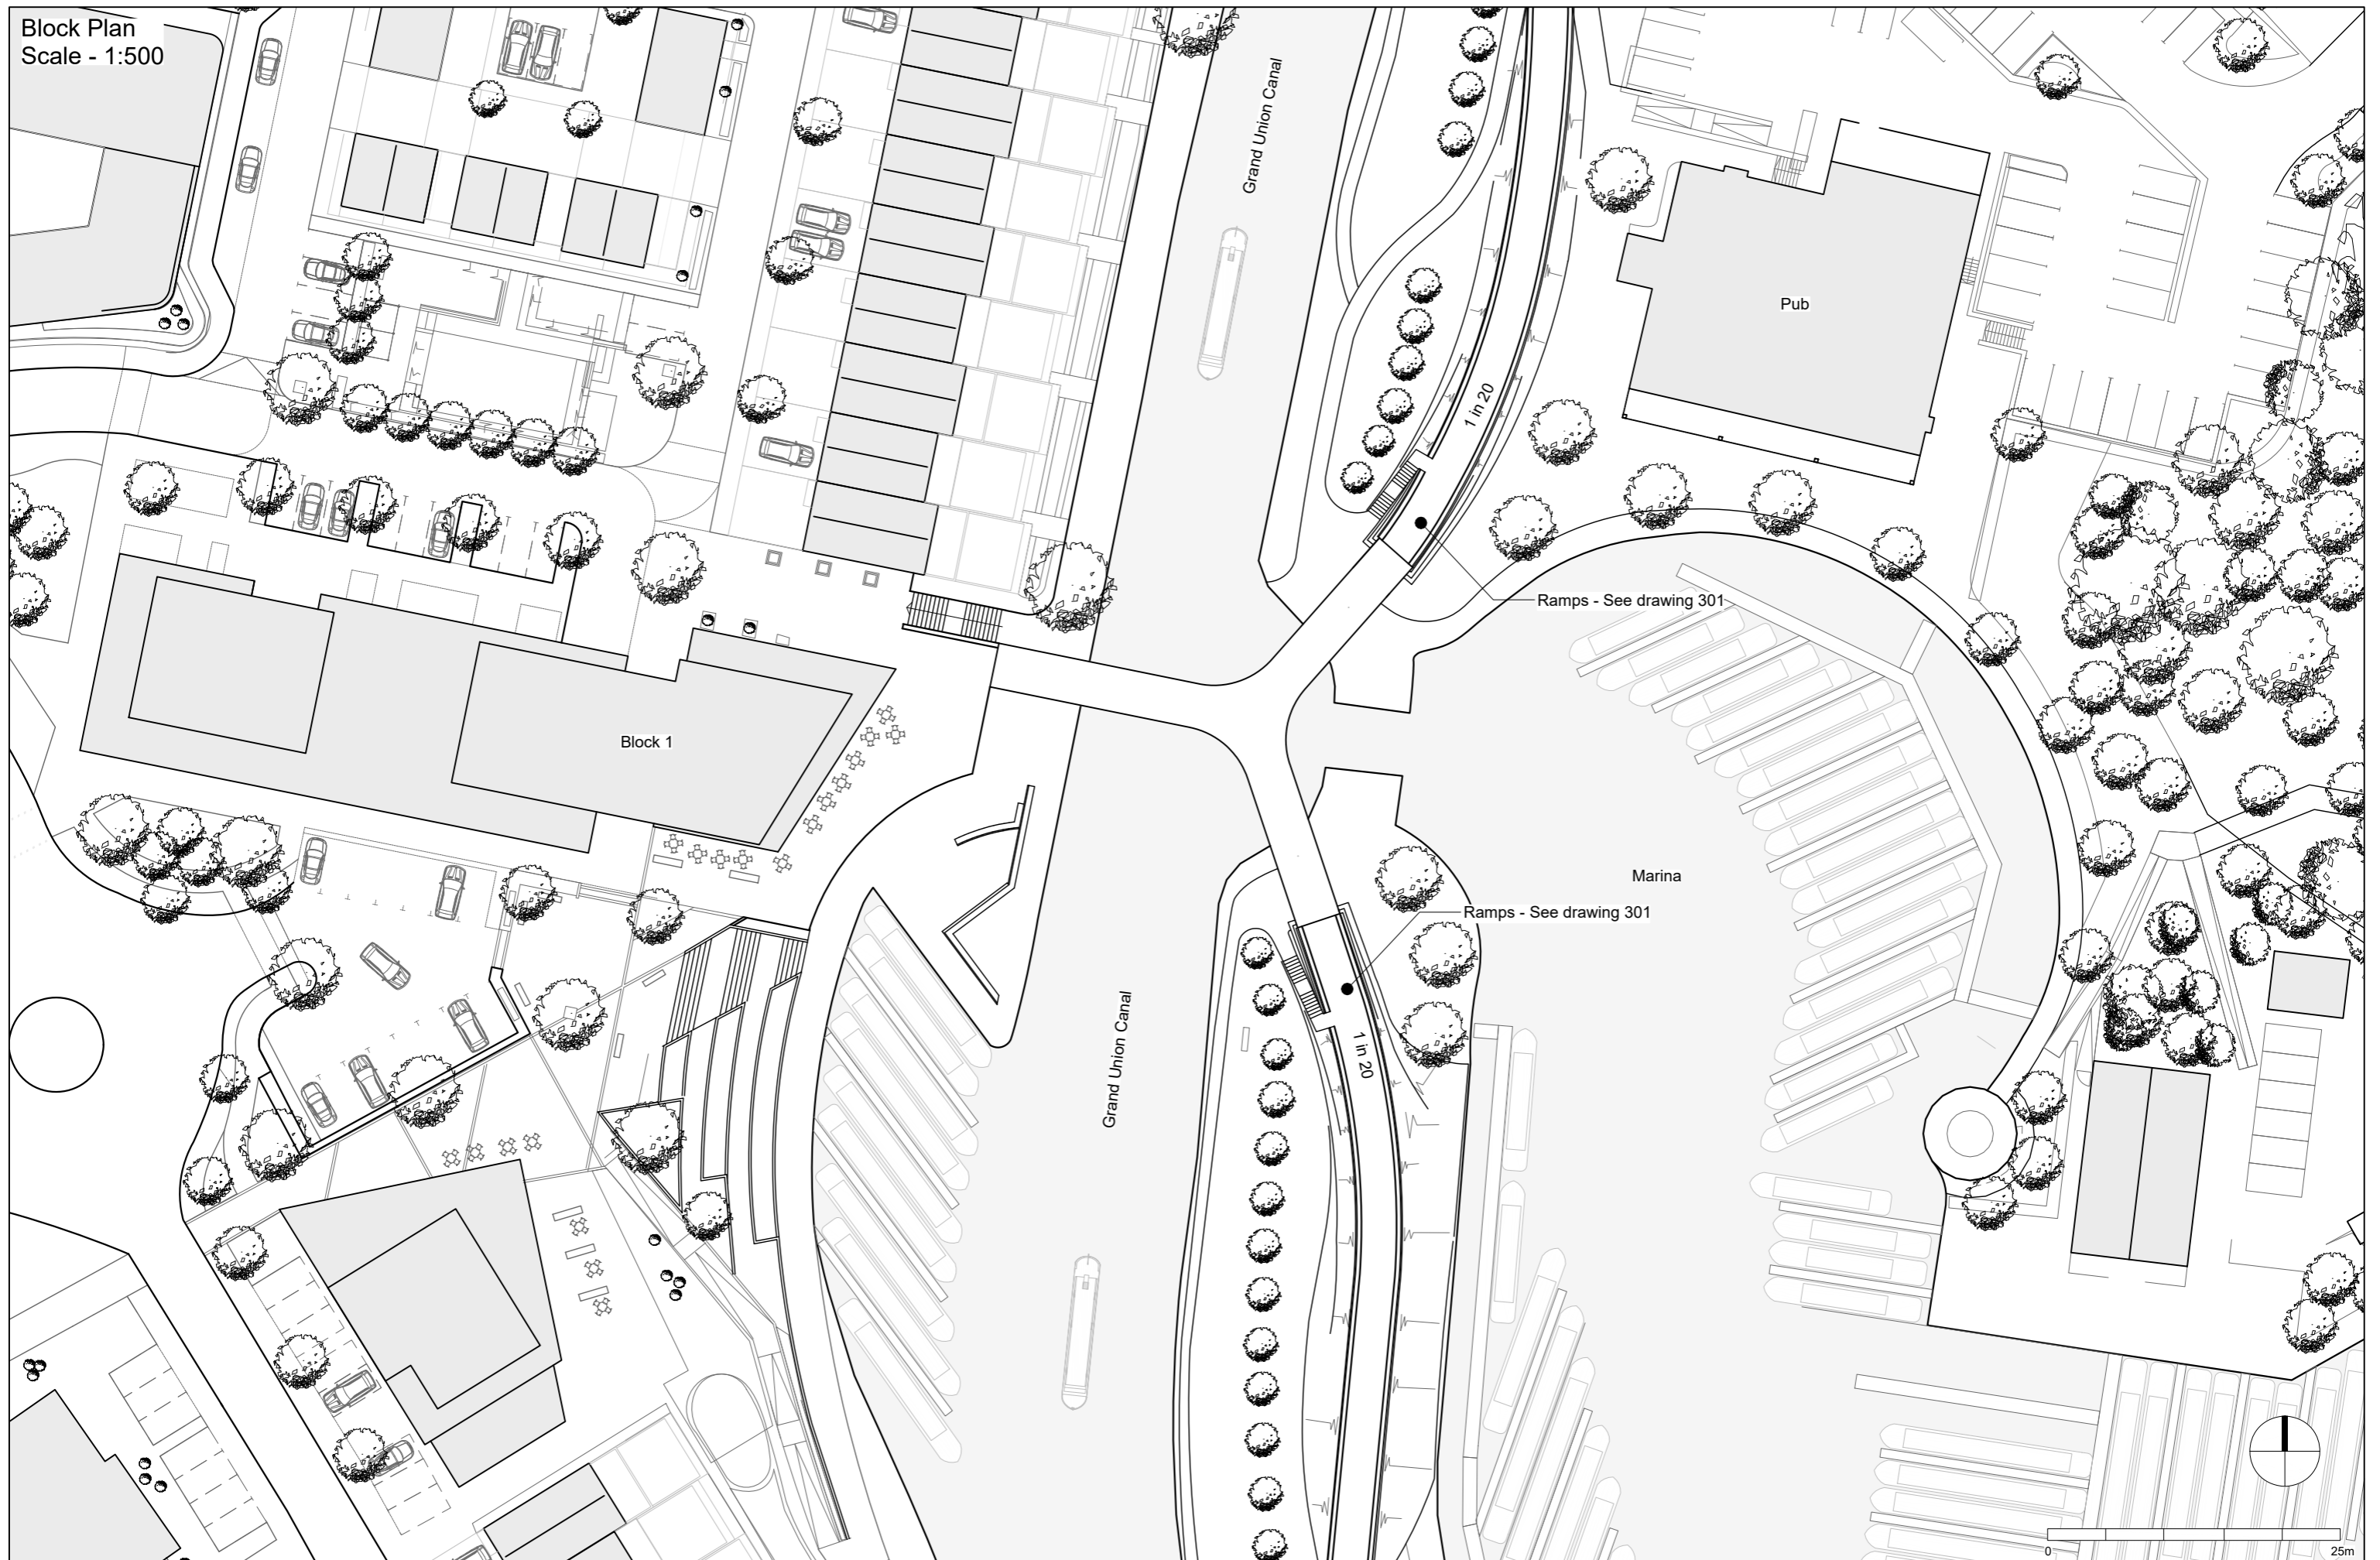 Block Plan
Scale - 1:500
Grand Union Canal
Pub
1 in 20
Ramps - See drawing 301
Block 1
Marina
Ramps - See drawing 301
Grand Union Canal
1 in 20
0 25m